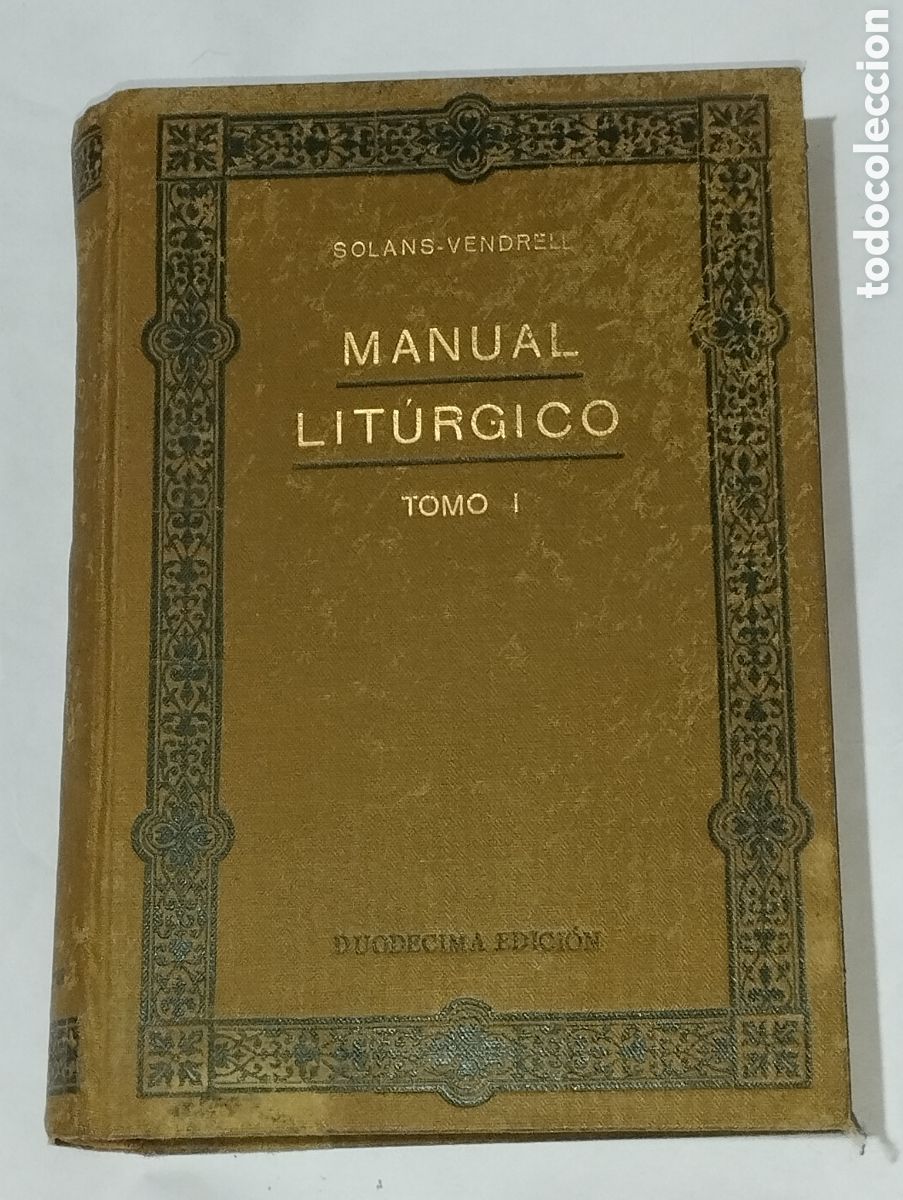 SOLANS-VENDRELL
MANUAL
LITÚRGICO
TOMO I
DUODECIMA EDICIÓN
todocoleccion